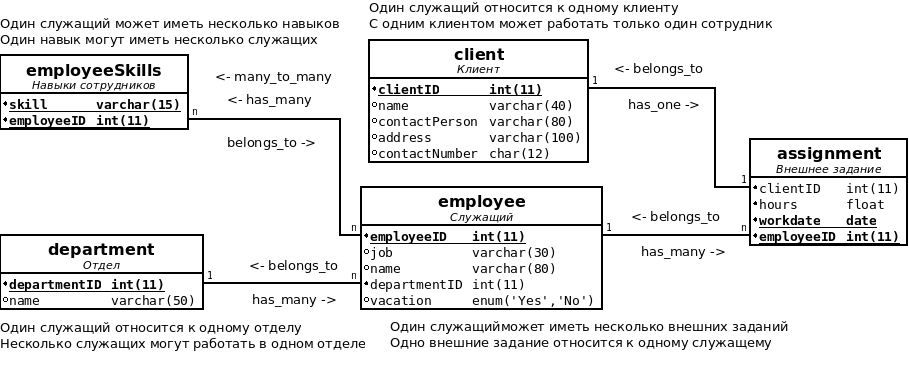 Один служащий может иметь несколько навыков
Один навык могут иметь несколько служащих
Один служащий относится к одному клиенту
С одним клиентом может работать только один сотрудник
employeeSkills
Навыки сотрудников
skill varchar(15)
employeeID int(11)
n
<- many_to_many
<- has_many
belongs_to ->
client
Клиент
clientID int(11)
name varchar(40)
contactPerson varchar(80)
address varchar(100)
contactNumber char(12)
1
<- belongs_to
has_one ->
1
assignment
Внешнее задание
clientID int(11)
hours float
workdate date
employeeID int(11)
n
employee
Служащий
employeeID int(11)
job varchar(30)
name varchar(80)
departmentID int(11)
vacation enum('Yes','No')
n
n
1
<- belongs_to
has_many ->
department
Отдел
departmentID int(11)
name varchar(50)
1
<- belongs_to
has_many ->
Один служащий относится к одному отделу
Несколько служащих могут работать в одном отделе
Один служащийможет иметь несколько внешних заданий
Одно внешние задание относится к одному служащему